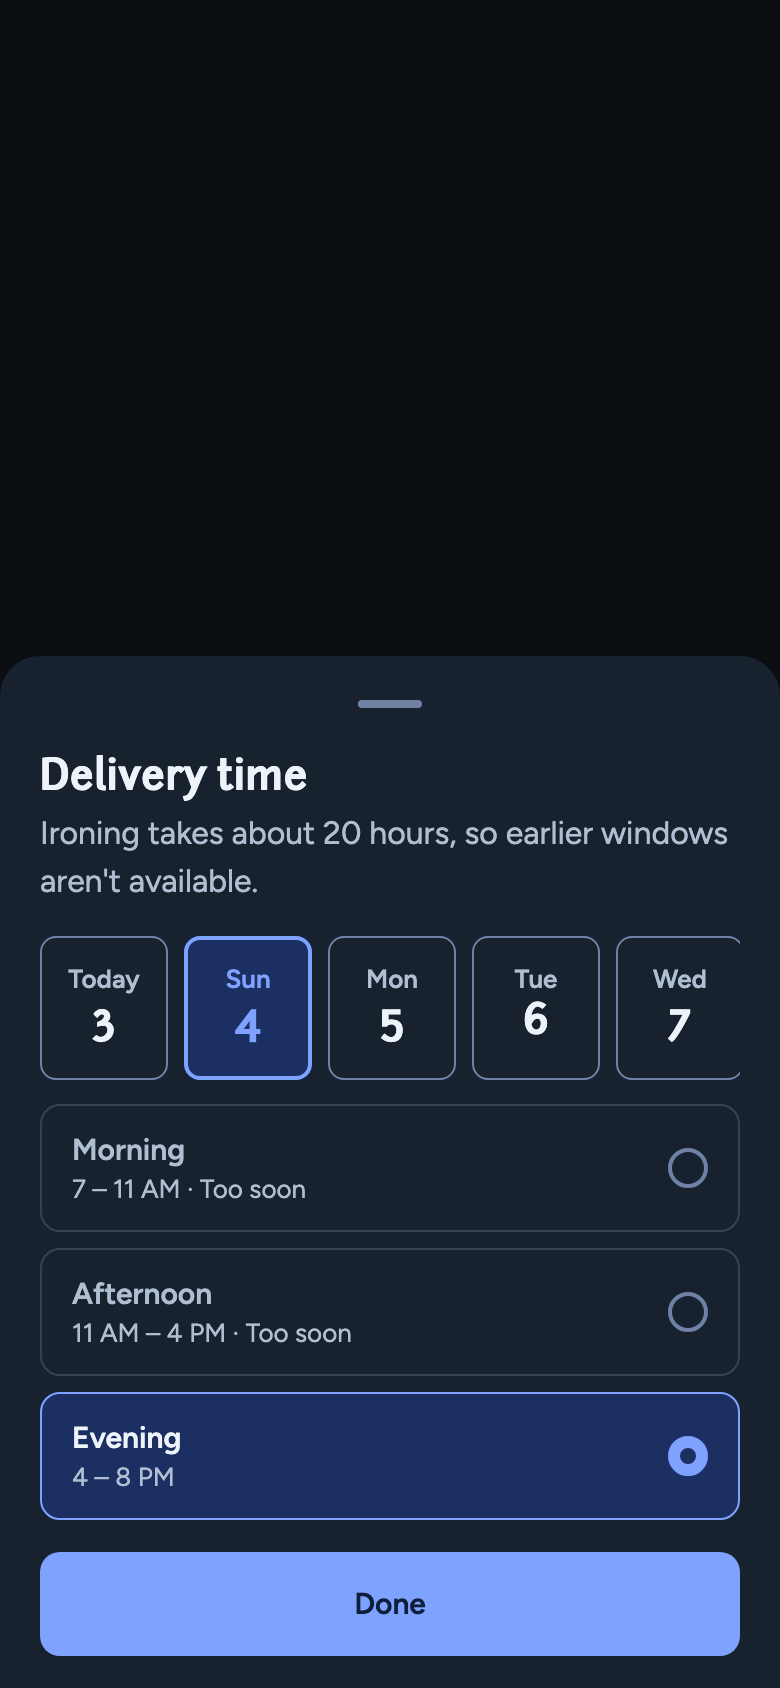 Delivery time
Ironing takes about 20 hours, so earlier windows
aren't available.
Today Sun Mon Tue Wed
3 4 5 6 7
Morning
7 – 11 AM · Too soon
Afternoon
11 AM – 4 PM · Too soon
Evening
4 – 8 PM
Done